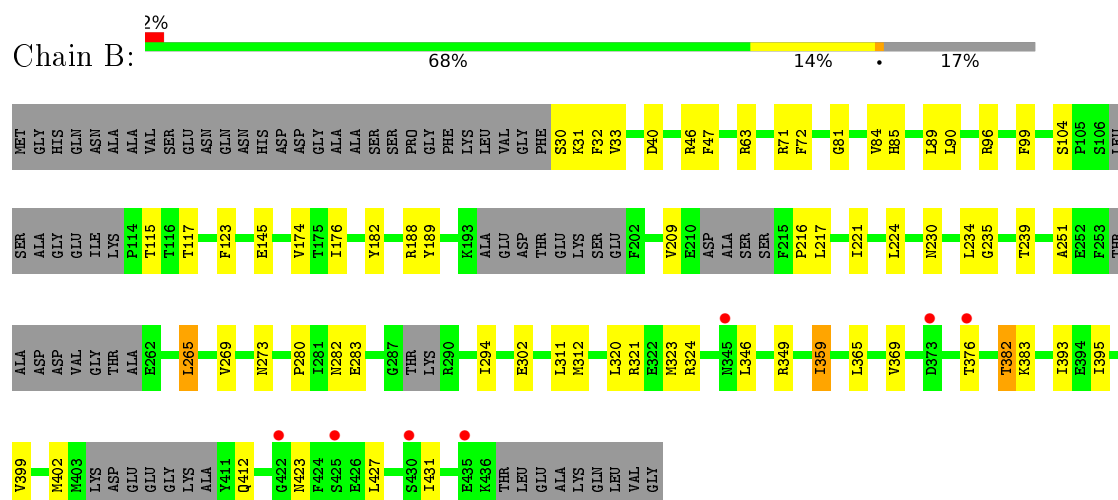 2%
Chain B:
68% 14% • 17%
MET GLY HIS GLN ASN ALA ALA VAL SER GLU ASN GLN ASN HIS ASP ASP GLY ALA ALA SER SER PRO GLY PHE LYS LEU VAL GLY PHE S30 K31 F32 V33 D40 R46 F47 R63 R71 F72 G81 V84 H85 L89 L90 R96 F99 S104 P105 S106 LEU
SER ALA GLY GLU ILE LYS P114 T115 T116 T117 F123 E145 V174 T175 I176 Y182 R188 Y189 K193 ALA GLU ASP THR GLU LYS SER GLU F202 V209 E210 ASP ALA SER SER F215 P216 L217 I221 L224 N230 L234 G235 T239 A251 E252 F253 THR
ALA ASP ASP VAL GLY THR ALA E262 L265 V269 N273 P280 I281 N282 E283 G287 THR LYS R290 I294 E302 L311 M312 L320 R321 E322 M323 R324 N345 L346 R349 I359 L365 V369 D373 T376 T382 K383 I393 E394 I395
V399 M402 M403 LYS ASP GLU GLU GLY LYS ALA Y411 Q412 G422 N423 F424 S425 E426 L427 S430 I431 E435 K436 THR LEU GLU ALA LYS GLN LEU VAL GLY